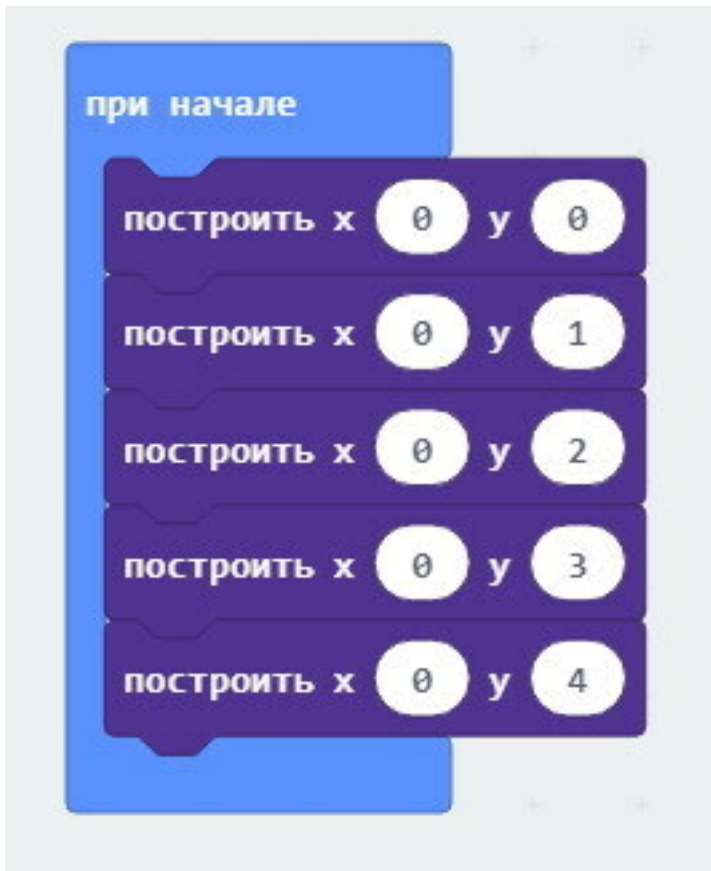 при начале
построить x 0 y 0
построить x 0 y 1
построить x 0 y 2
построить x 0 y 3
построить x 0 y 4